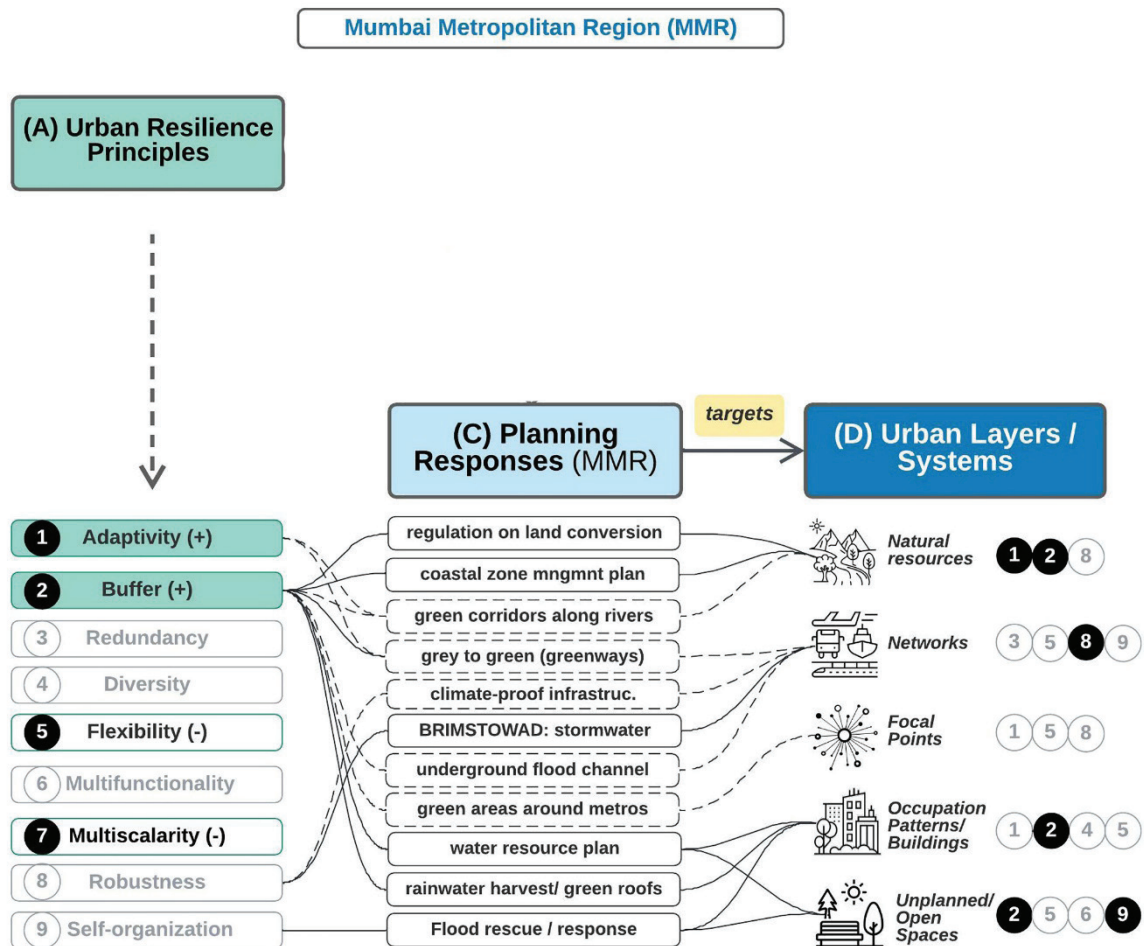 Mumbai Metropolitan Region (MMR)
(A) Urban Resilience
Principles
(C) Planning
Responses (MMR)
targets
(D) Urban Layers /
Systems
1 Adaptivity (+)
2 Buffer (+)
3 Redundancy
4 Diversity
5 Flexibility (-)
6 Multifunctionality
7 Multiscalarity (-)
8 Robustness
9 Self-organization
regulation on land conversion
coastal zone mngmnt plan
green corridors along rivers
grey to green (greenways)
climate-proof infrastruc.
BRIMSTOWAD: stormwater
underground flood channel
green areas around metros
water resource plan
rainwater harvest/ green roofs
Flood rescue / response
Natural
resources
1 2 8
Networks
3 5 8 9
Focal
Points
1 5 8
Occupation
Patterns/
Buildings
1 2 4 5
Unplanned/
Open
Spaces
2 5 6 9